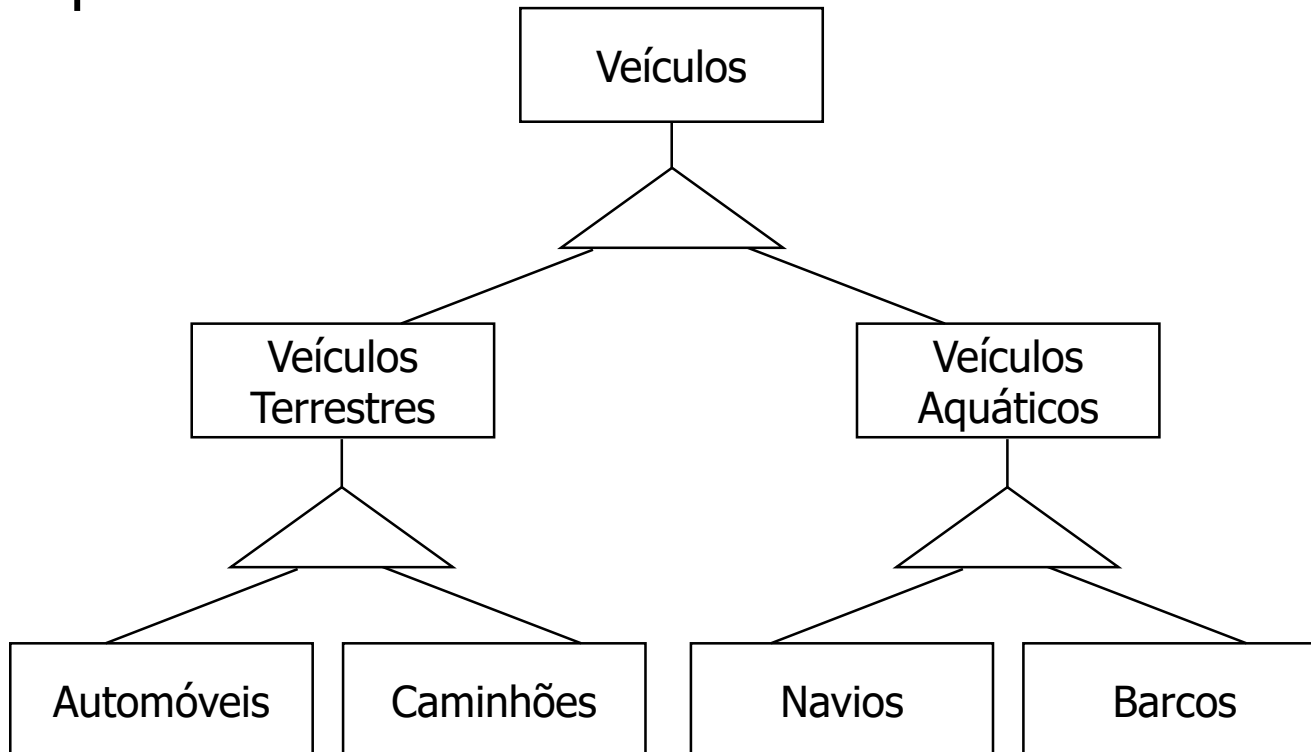 Veículos
Veículos
Terrestres
Veículos
Aquáticos
Automóveis
Caminhões
Navios
Barcos